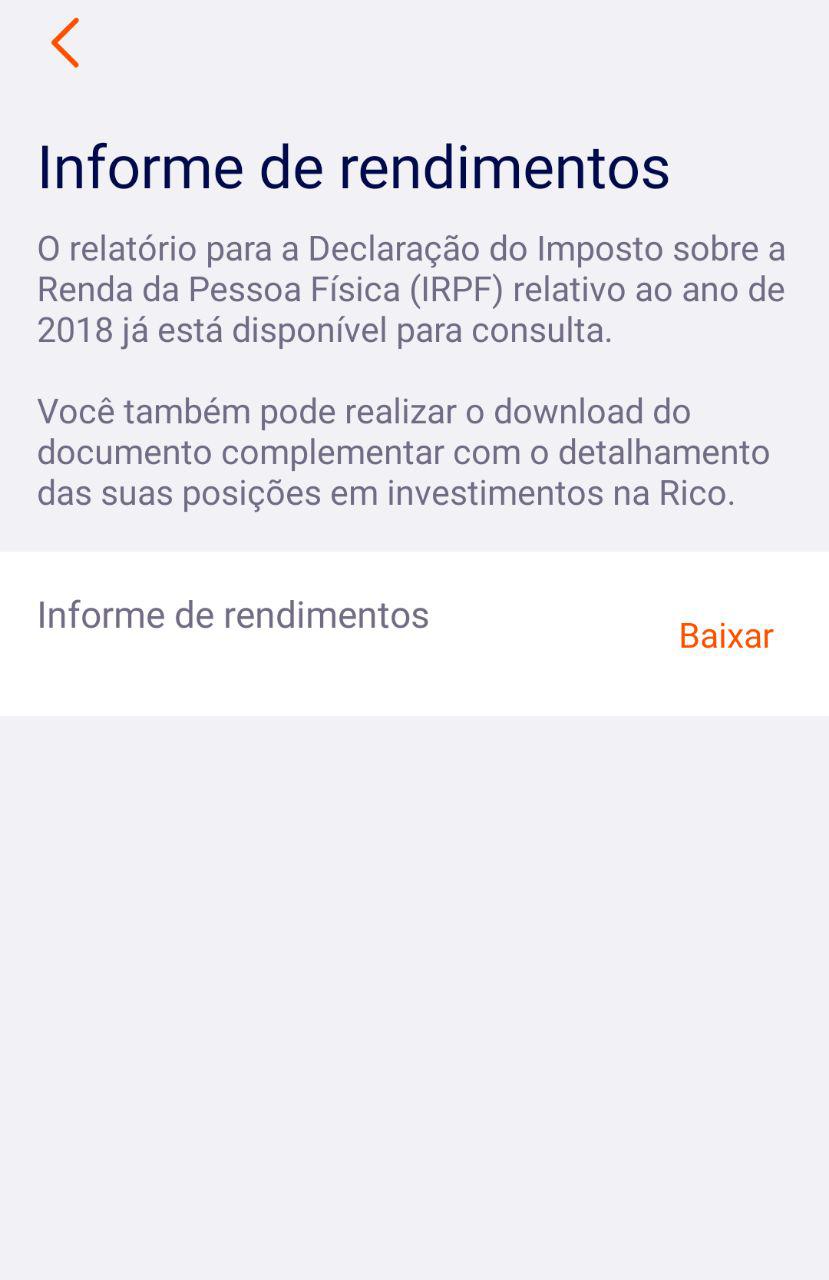 Informe de rendimentos
O relatório para a Declaração do Imposto sobre a
Renda da Pessoa Física (IRPF) relativo ao ano de
2018 já está disponível para consulta.
Você também pode realizar o download do
documento complementar com o detalhamento
das suas posições em investimentos na Rico.
Informe de rendimentos
Baixar